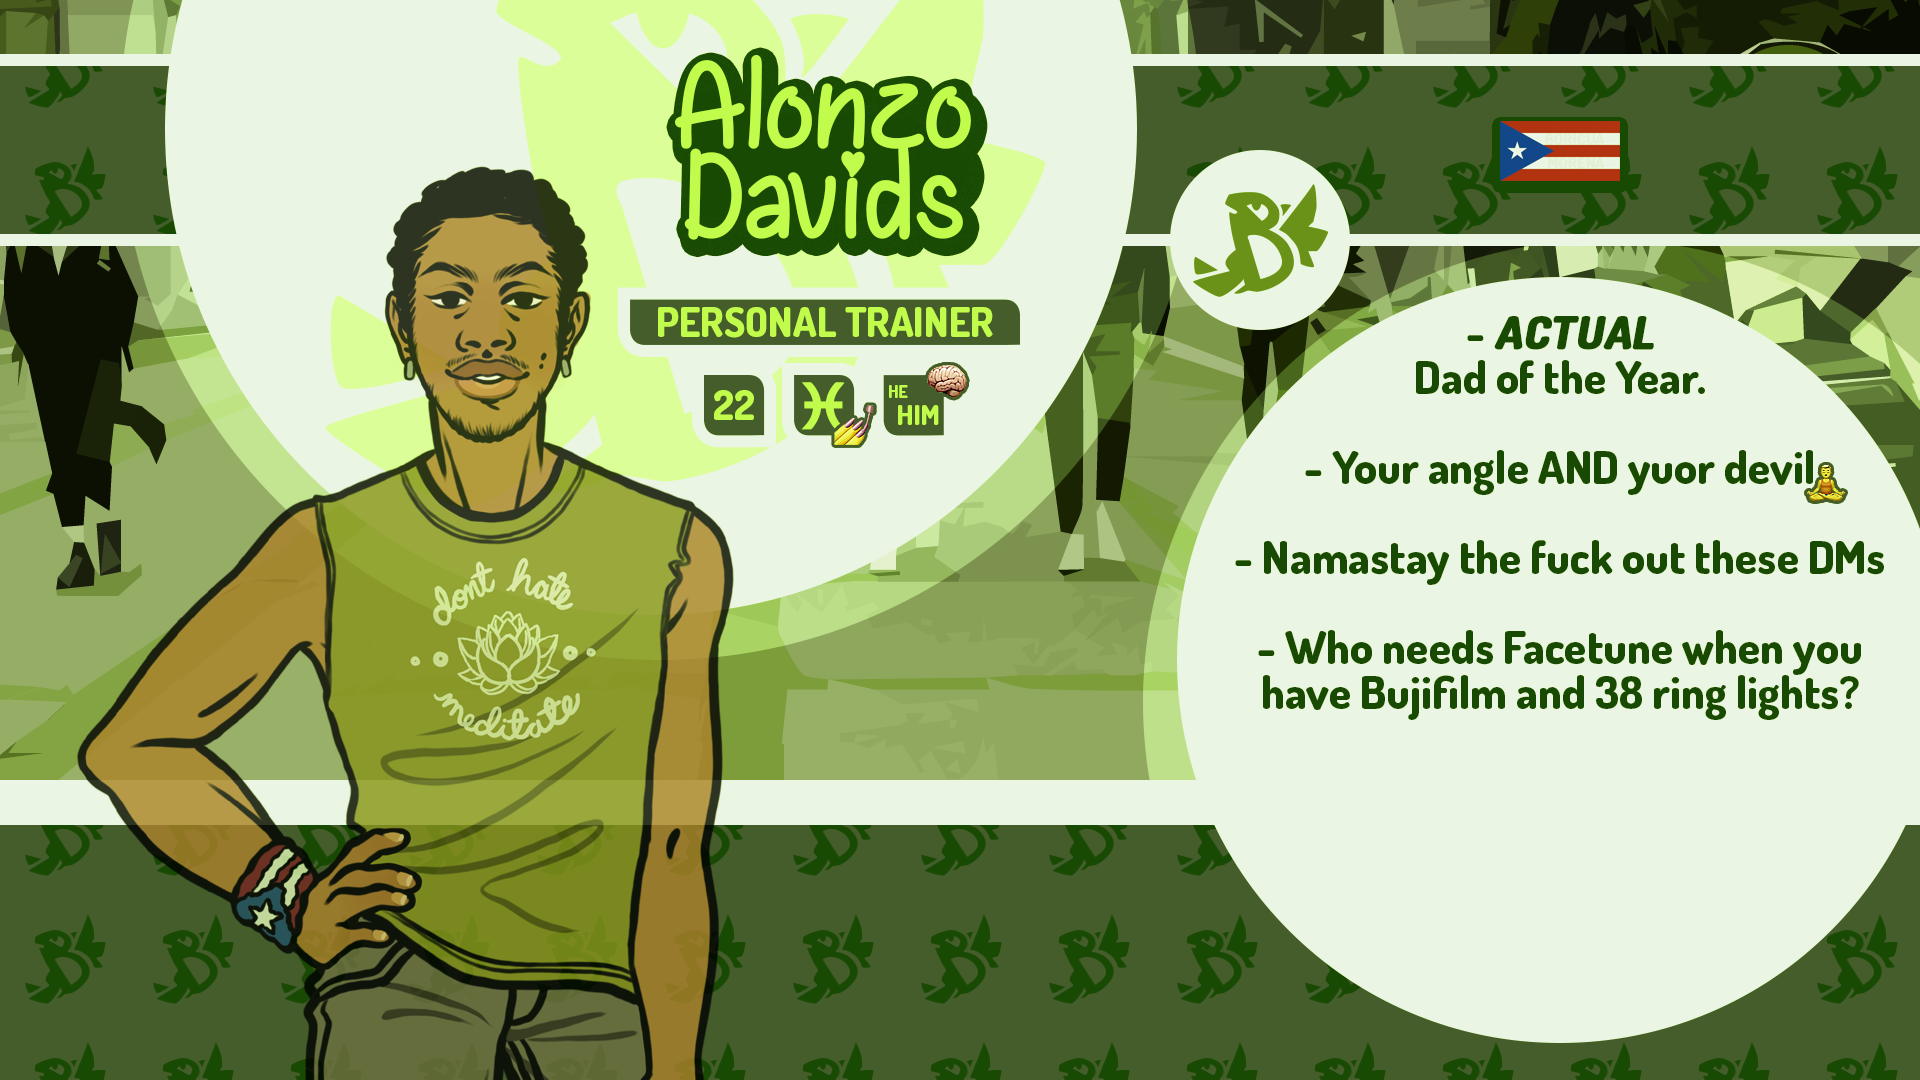 Alonzo
Davids
PERSONAL TRAINER
22
HE
HIM
dont hate
meditate
- ACTUAL
Dad of the Year.
- Your angle AND yuor devil
- Namastay the fuck out these DMs
- Who needs Facetune when you
have Bujifilm and 38 ring lights?